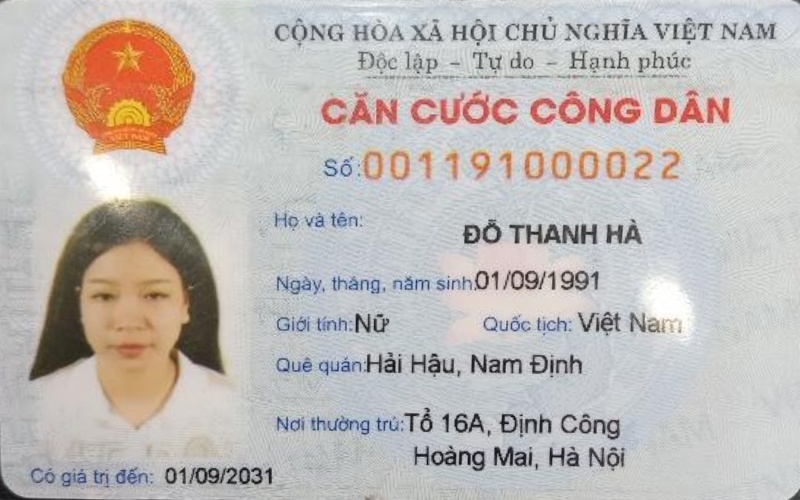 CỘNG HÒA XÃ HỘI CHỦ NGHĨA VIỆT NAM
Độc lập - Tự do - Hạnh phúc
CĂN CƯỚC CÔNG DÂN
Số: 001191000022
Họ và tên:
ĐỖ THANH HÀ
Ngày, tháng, năm sinh: 01/09/1991
Giới tính: Nữ Quốc tịch: Việt Nam
Quê quán: Hải Hậu, Nam Định
Nơi thường trú: Tổ 16A, Định Công
Hoàng Mai, Hà Nội
Có giá trị đến: 01/09/2031